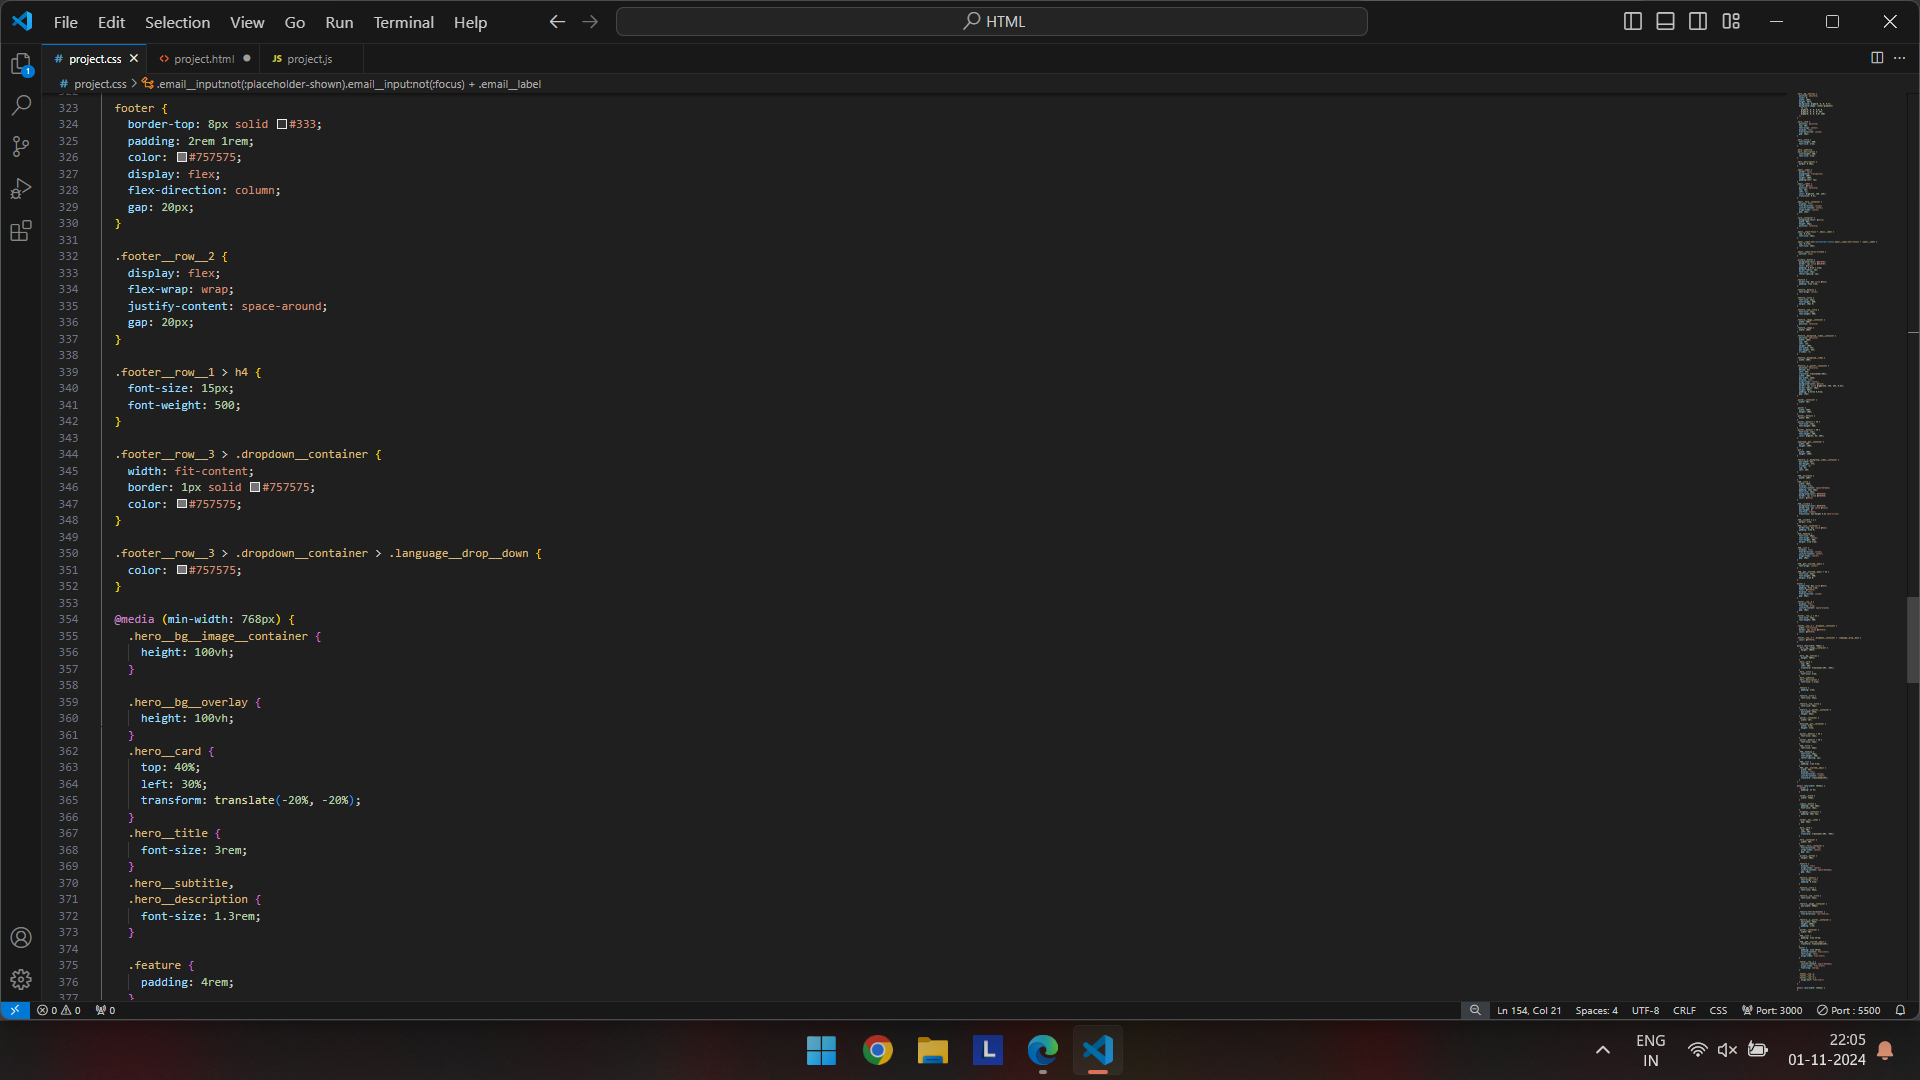 File Edit Selection View Go Run Terminal Help
HTML
# project.css
<> project.html
JS project.js
# project.css > .email__input:not(:placeholder-shown).email__input:not(:focus) + .email__label
1
323 footer {
324 border-top: 8px solid #333;
325 padding: 2rem 1rem;
326 color: #757575;
327 display: flex;
328 flex-direction: column;
329 gap: 20px;
330 }
331
332 .footer__row__2 {
333 display: flex;
334 flex-wrap: wrap;
335 justify-content: space-around;
336 gap: 20px;
337 }
338
339 .footer__row__1 > h4 {
340 font-size: 15px;
341 font-weight: 500;
342 }
343
344 .footer__row__3 > .dropdown__container {
345 width: fit-content;
346 border: 1px solid #757575;
347 color: #757575;
348 }
349
350 .footer__row__3 > .dropdown__container > .language__drop__down {
351 color: #757575;
352 }
353
354 @media (min-width: 768px) {
355 .hero__bg__image__container {
356 height: 100vh;
357 }
358
359 .hero__bg__overlay {
360 height: 100vh;
361 }
362 .hero__card {
363 top: 40%;
364 left: 30%;
365 transform: translate(-20%, -20%);
366 }
367 .hero__title {
368 font-size: 3rem;
369 }
370 .hero__subtitle,
371 .hero__description {
372 font-size: 1.3rem;
373 }
374
375 .feature {
376 padding: 4rem;
377 }
0 0 0
Ln 154, Col 21 Spaces: 4 UTF-8 CRLF CSS Port: 3000 Port : 5500
L
ENG
IN
22:05
01-11-2024